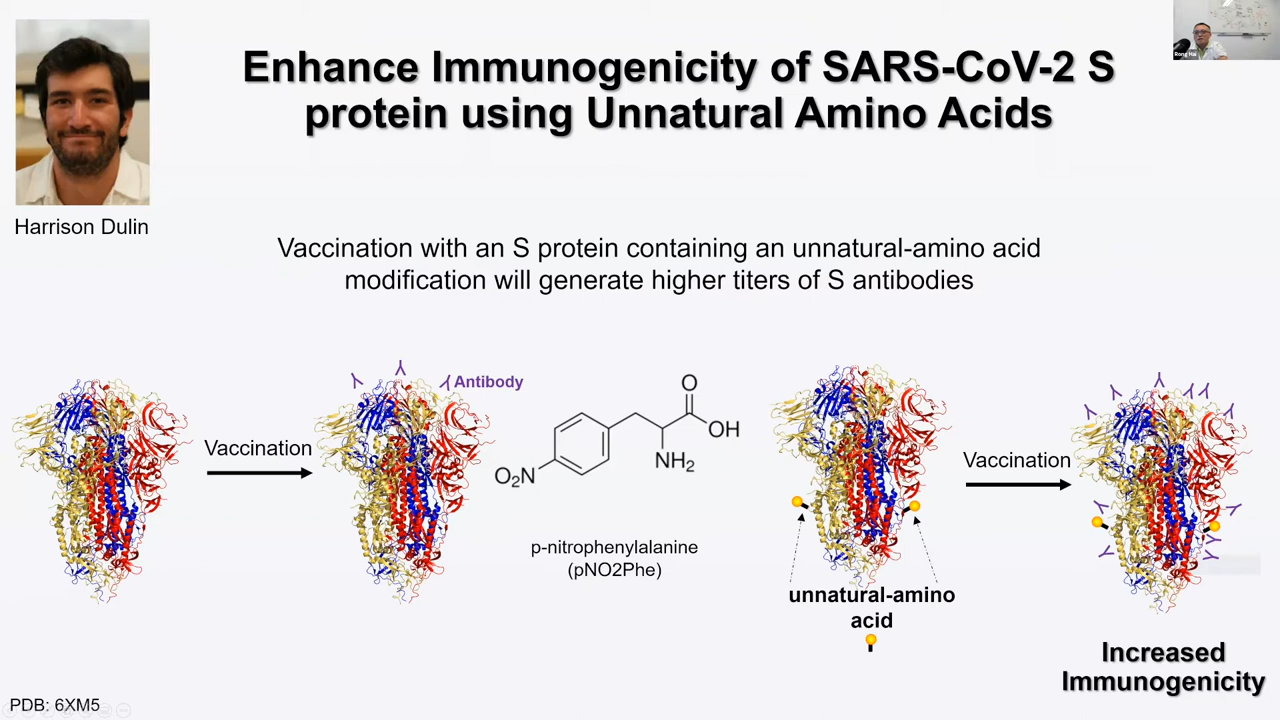 Enhance Immunogenicity of SARS-CoV-2 S
protein using Unnatural Amino Acids
Rong Hai
Harrison Dulin
Vaccination with an S protein containing an unnatural-amino acid
modification will generate higher titers of S antibodies
Antibody
Vaccination
O
OH
NH2
O2N
p-nitrophenylalanine
(pNO2Phe)
Vaccination
unnatural-amino
acid
Increased
Immunogenicity
PDB: 6XM5